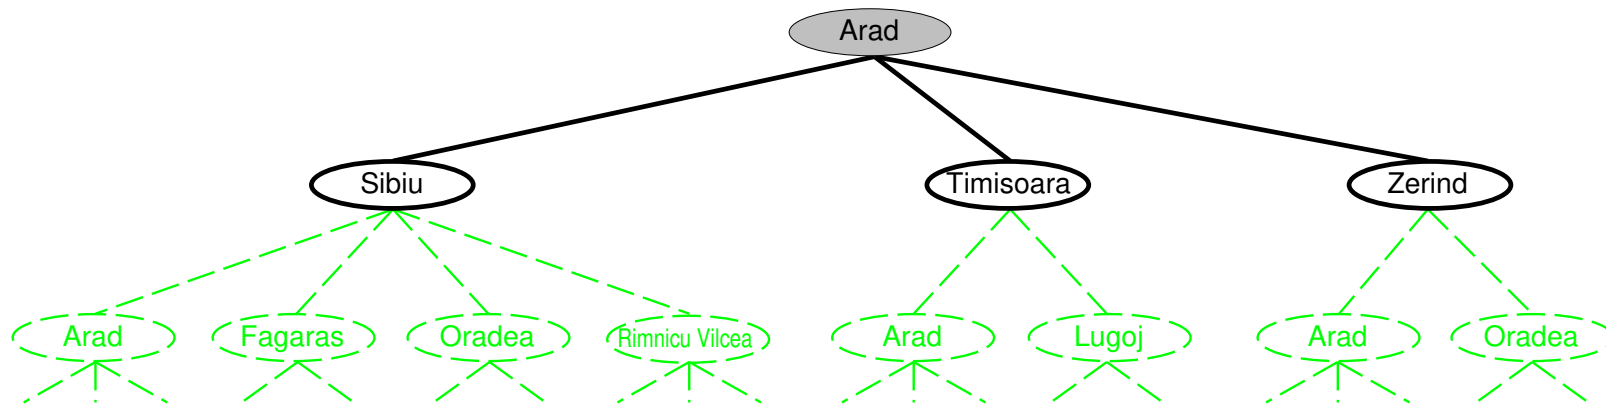 Arad
Sibiu
Timisoara
Zerind
Arad
Fagaras
Oradea
Rimnicu Vilcea
Arad
Lugoj
Arad
Oradea